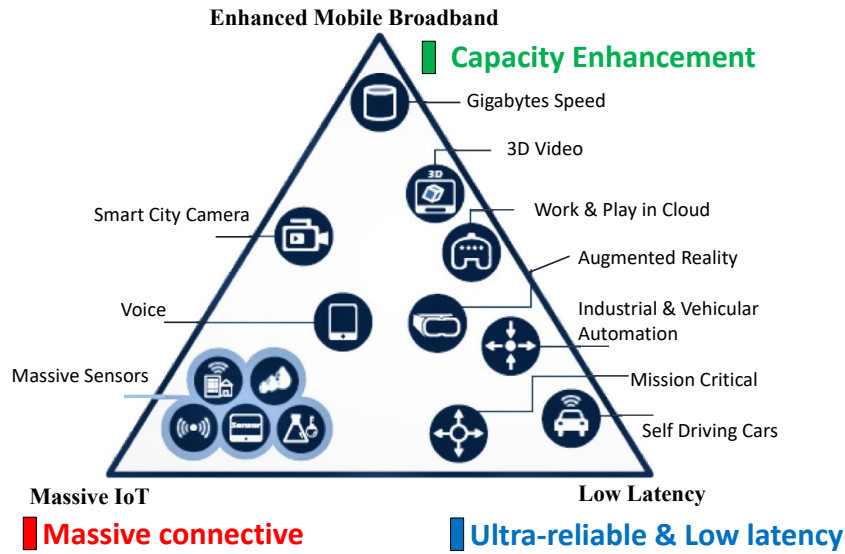 Enhanced Mobile Broadband
Capacity Enhancement
Gigabytes Speed
3D Video
3D
Smart City Camera
Work & Play in Cloud
Augmented Reality
Voice
Industrial & Vehicular
Automation
Massive Sensors
Mission Critical
Sensor
Self Driving Cars
Massive IoT
Low Latency
Massive connective
Ultra-reliable & Low latency